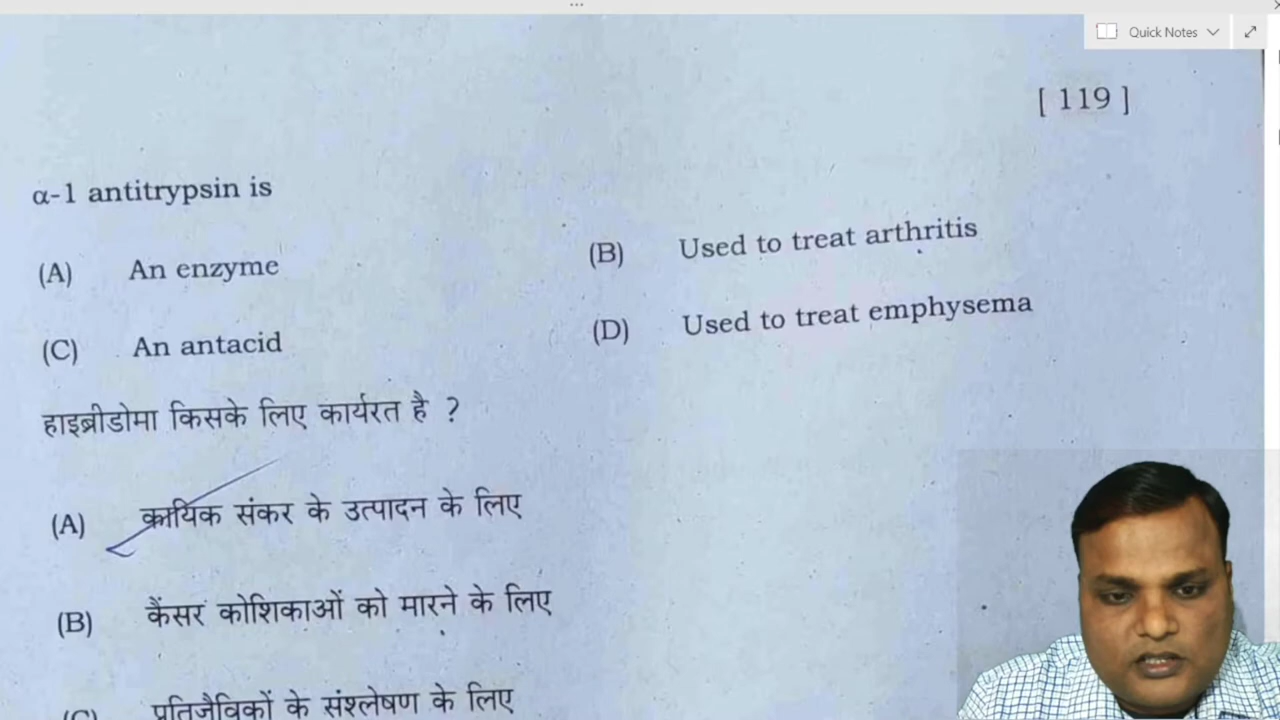 Quick Notes
[ 119 ]
α-1 antitrypsin is
(A) An enzyme
(B) Used to treat arthritis
(C) An antacid
(D) Used to treat emphysema
हाइब्रीडोमा किसके लिए कार्यरत है ?
(A) कायिक संकर के उत्पादन के लिए
(B) कैंसर कोशिकाओं को मारने के लिए
(C) प्रतिजैविकों के संश्लेषण के लिए